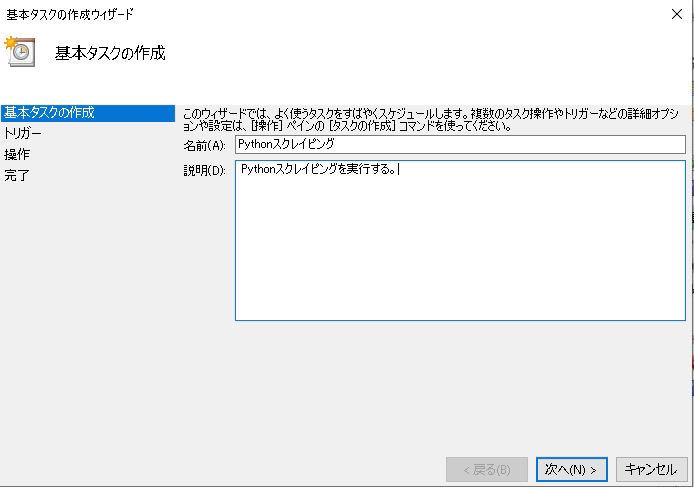 基本タスクの作成ウィザード
基本タスクの作成
基本タスクの作成
トリガー
操作
完了
このウィザードでは、よく使うタスクをすばやくスケジュールします。複数のタスク操作やトリガーなどの詳細オプシ
ョンや設定は、[操作] ペインの [タスクの作成] コマンドを使ってください。
名前(A): Pythonスクレイピング
説明(D): Pythonスクレイピングを実行する。
< 戻る(B) 次へ(N) > キャンセル